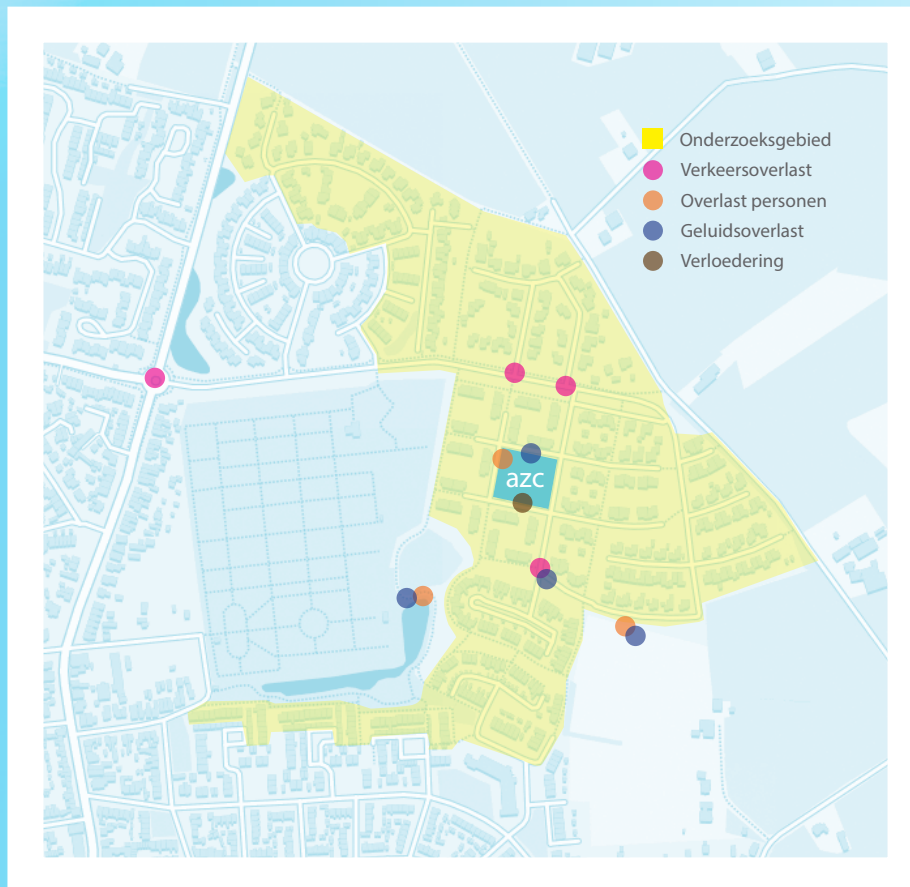 Onderzoeksgebied
Verkeersoverlast
Overlast personen
Geluidsoverlast
Verloedering
azc